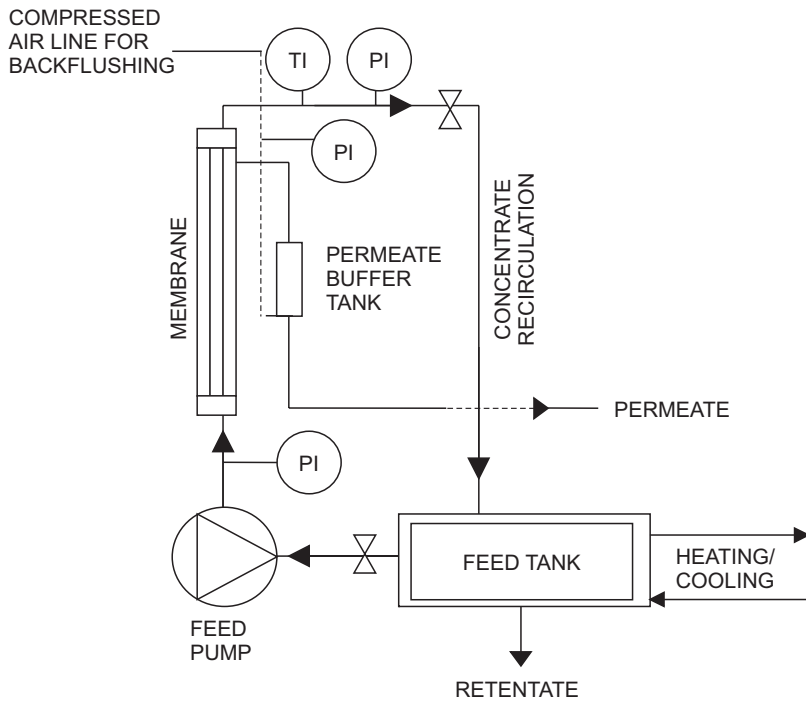 COMPRESSED
AIR LINE FOR
BACKFLUSHING
TI
PI
PI
MEMBRANE
PERMEATE
BUFFER
TANK
CONCENTRATE
RECIRCULATION
PERMEATE
PI
FEED TANK
HEATING/
COOLING
FEED
PUMP
RETENTATE